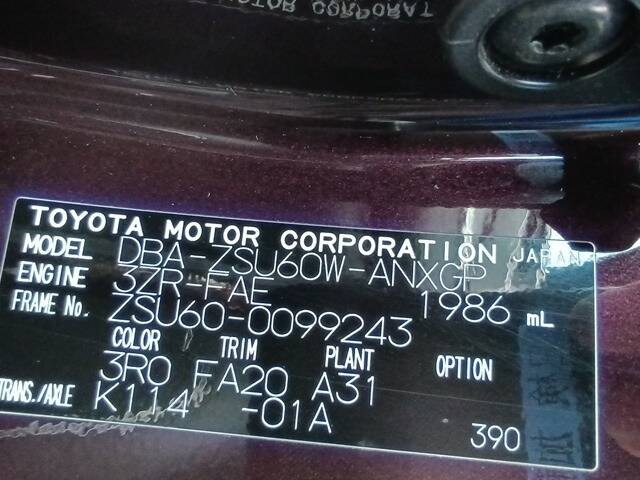 TOYOTA MOTOR CORPORATION JAPAN
MODEL DBA-ZSU60W-ANXGP
ENGINE 3ZR-FAE 1986 mL
FRAME No. ZSU60-0099243
COLOR TRIM PLANT OPTION
3R0 FA20 A31
TRANS./AXLE K114 -01A
390